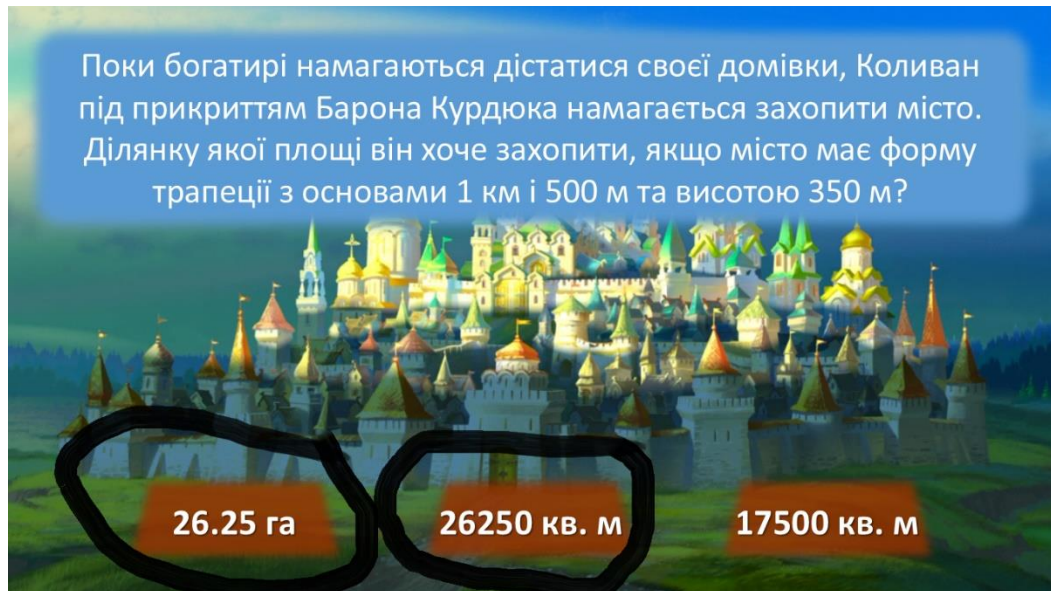 Поки богатирі намагаються дістатися своєї домівки, Коливан
під прикриттям Барона Курдюка намагається захопити місто.
Ділянку якої площі він хоче захопити, якщо місто має форму
трапеції з основами 1 км і 500 м та висотою 350 м?
26.25 га
26250 кв. м
17500 кв. м